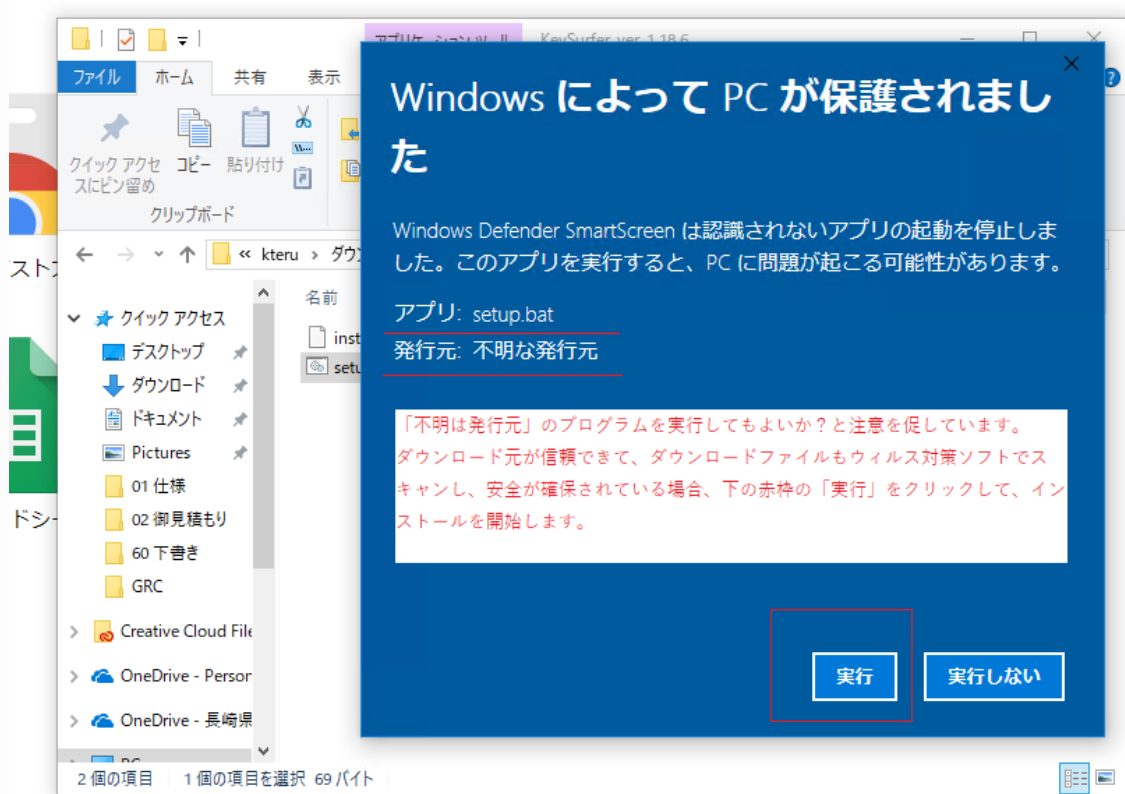 KeySurfer ver 1.18.6
ファイル
ホーム
共有
表示
クイック アクセ
スにピン留め
コピー
貼り付け
クリップボード
« kteru › ダウ
名前
クイック アクセス
デスクトップ
ダウンロード
ドキュメント
Pictures
01 仕様
02 御見積もり
60 下書き
GRC
Creative Cloud File
OneDrive - Person
OneDrive - 長崎県
PC
inst
setu
ドシー
2 個の項目
1 個の項目を選択 69 バイト
Windows によって PC が保護されまし
た
Windows Defender SmartScreen は認識されないアプリの起動を停止しま
した。このアプリを実行すると、PC に問題が起こる可能性があります。
アプリ: setup.bat
発行元: 不明な発行元
「不明は発行元」のプログラムを実行してもよいか？と注意を促しています。
ダウンロード元が信頼できて、ダウンロードファイルもウィルス対策ソフトでス
キャンし、安全が確保されている場合、下の赤枠の「実行」をクリックして、イン
ストールを開始します。
実行
実行しない